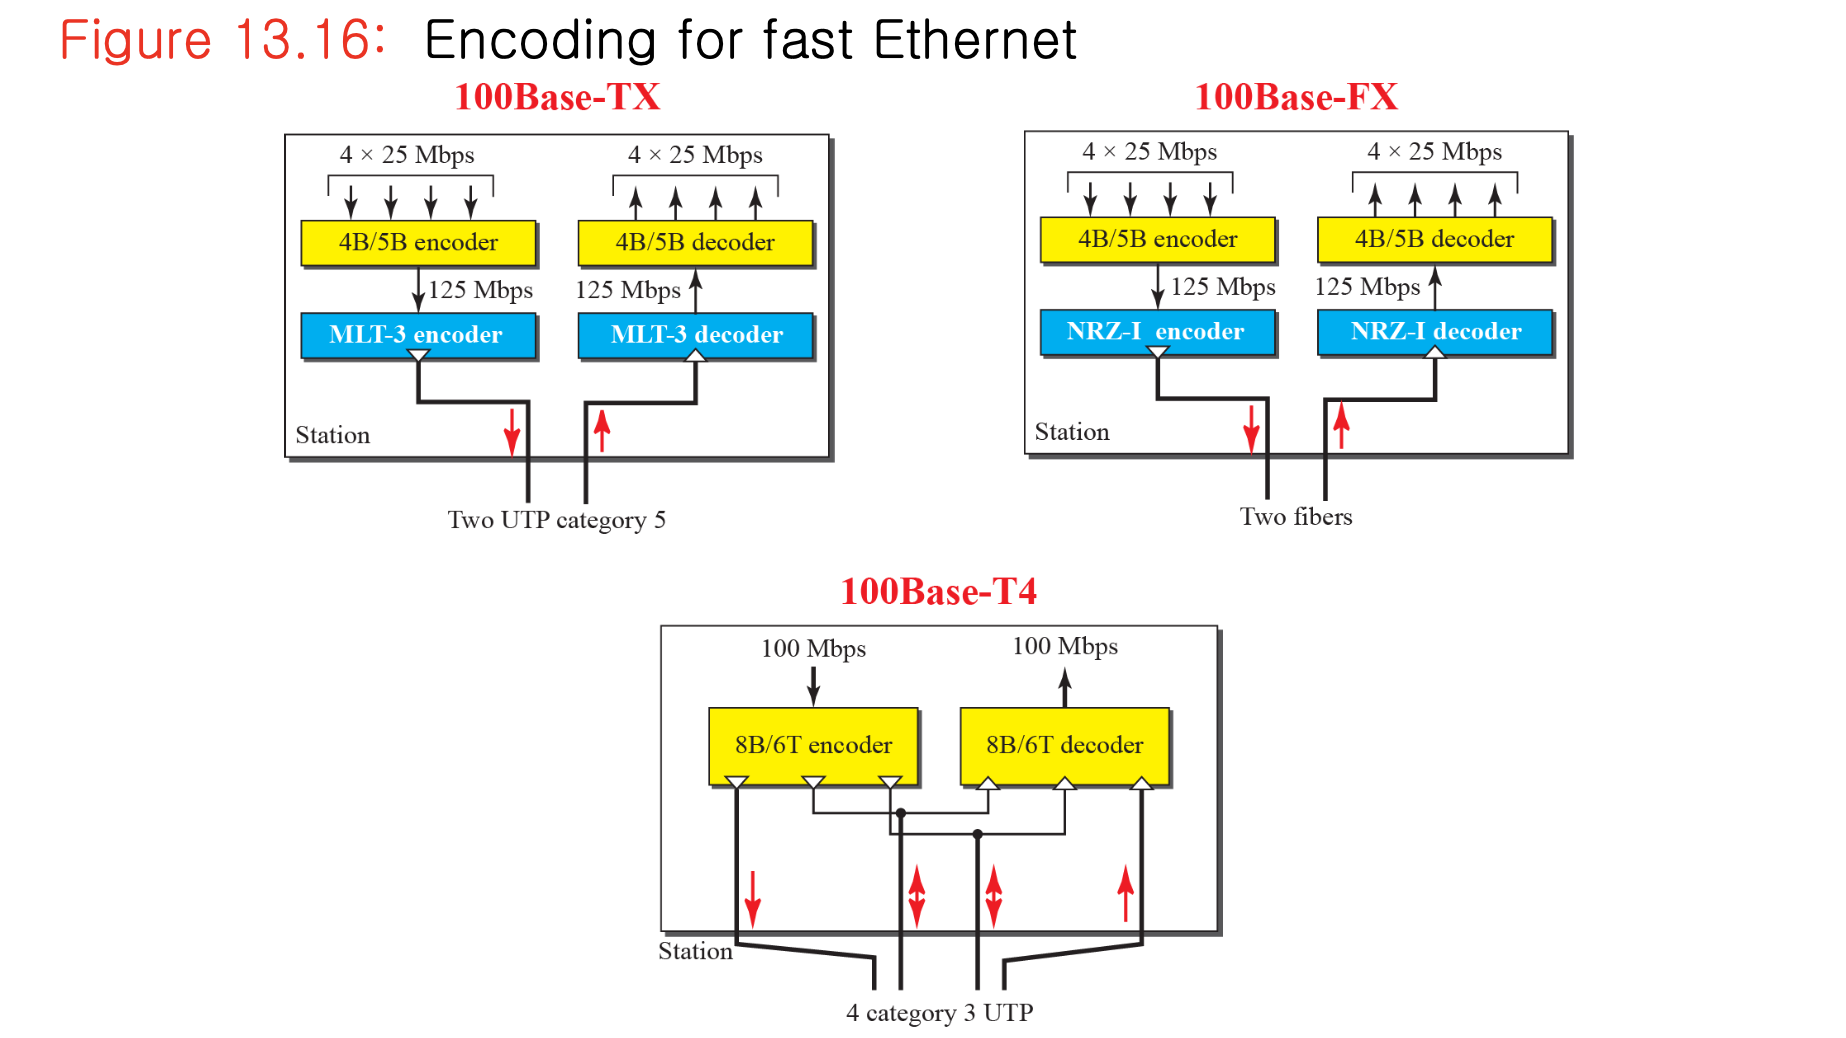 Figure 13.16: Encoding for fast Ethernet
100Base-TX
4 × 25 Mbps
4 × 25 Mbps
4B/5B encoder
4B/5B decoder
125 Mbps
125 Mbps
MLT-3 encoder
MLT-3 decoder
Station
Two UTP category 5
100Base-FX
4 × 25 Mbps
4 × 25 Mbps
4B/5B encoder
4B/5B decoder
125 Mbps
125 Mbps
NRZ-I encoder
NRZ-I decoder
Station
Two fibers
100Base-T4
100 Mbps
100 Mbps
8B/6T encoder
8B/6T decoder
Station
4 category 3 UTP